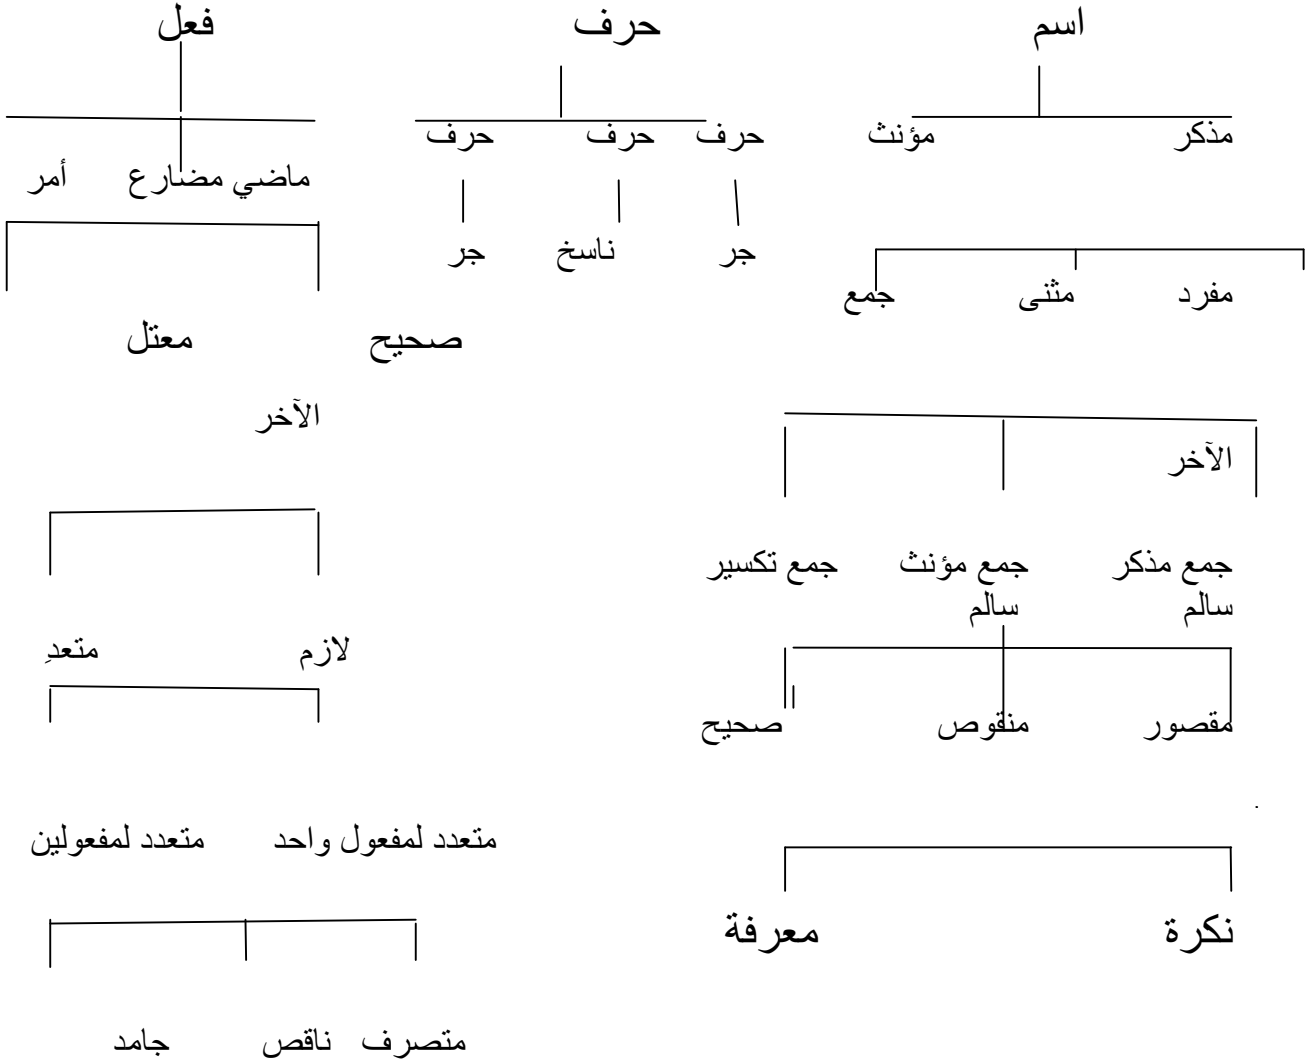 اسم حرف فعل
مذكر مؤنث حرف حرف حرف
ماضي مضارع أمر
جر ناسخ جر
مفرد مثنى جمع
صحيح معتل
الآخر
الآخر
جمع مذكر جمع مؤنث جمع تكسير
سالم سالم
لازم متعدِ
مقصور منقوص صحيح
متعدد لمفعول واحد متعدد لمفعولين
نكرة معرفة
متصرف ناقص جامد